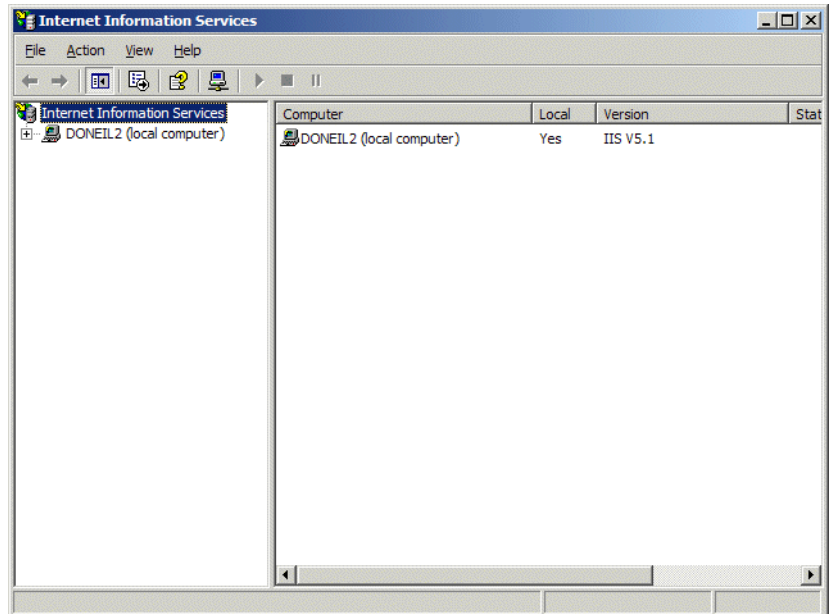 Internet Information Services
File Action View Help
Internet Information Services
DONEIL2 (local computer)
Computer Local Version Stat
DONEIL2 (local computer) Yes IIS V5.1